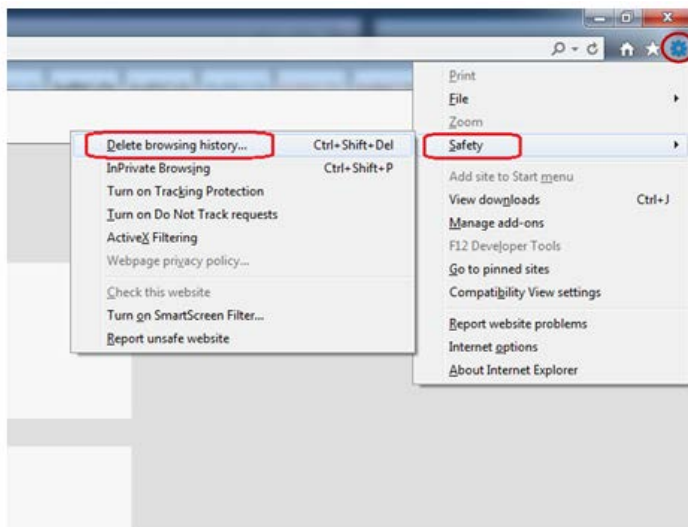 Print
File
Zoom
Safety
Add site to Start menu
View downloads Ctrl+J
Manage add-ons
F12 Developer Tools
Go to pinned sites
Compatibility View settings
Report website problems
Internet options
About Internet Explorer
Delete browsing history... Ctrl+Shift+Del
InPrivate Browsing Ctrl+Shift+P
Turn on Tracking Protection
Turn on Do Not Track requests
ActiveX Filtering
Webpage privacy policy...
Check this website
Turn on SmartScreen Filter...
Report unsafe website